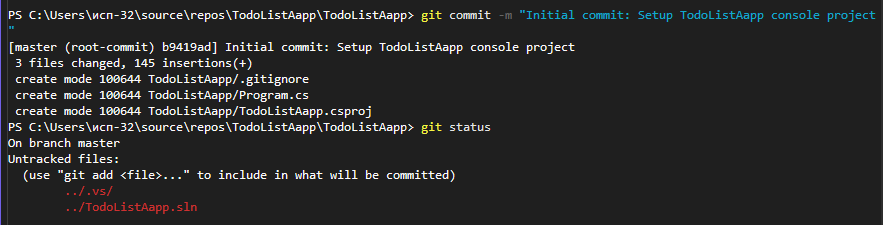 PS C:\Users\исп-32\source\repos\TodoListAapp\TodoListAapp> git commit -m "Initial commit: Setup TodoListAapp console project
"
[master (root-commit) b9419ad] Initial commit: Setup TodoListAapp console project
 3 files changed, 145 insertions(+)
 create mode 100644 TodoListAapp/.gitignore
 create mode 100644 TodoListAapp/Program.cs
 create mode 100644 TodoListAapp/TodoListAapp.csproj
PS C:\Users\исп-32\source\repos\TodoListAapp\TodoListAapp> git status
On branch master
Untracked files:
  (use "git add <file>..." to include in what will be committed)
        ../.vs/
        ../TodoListAapp.sln